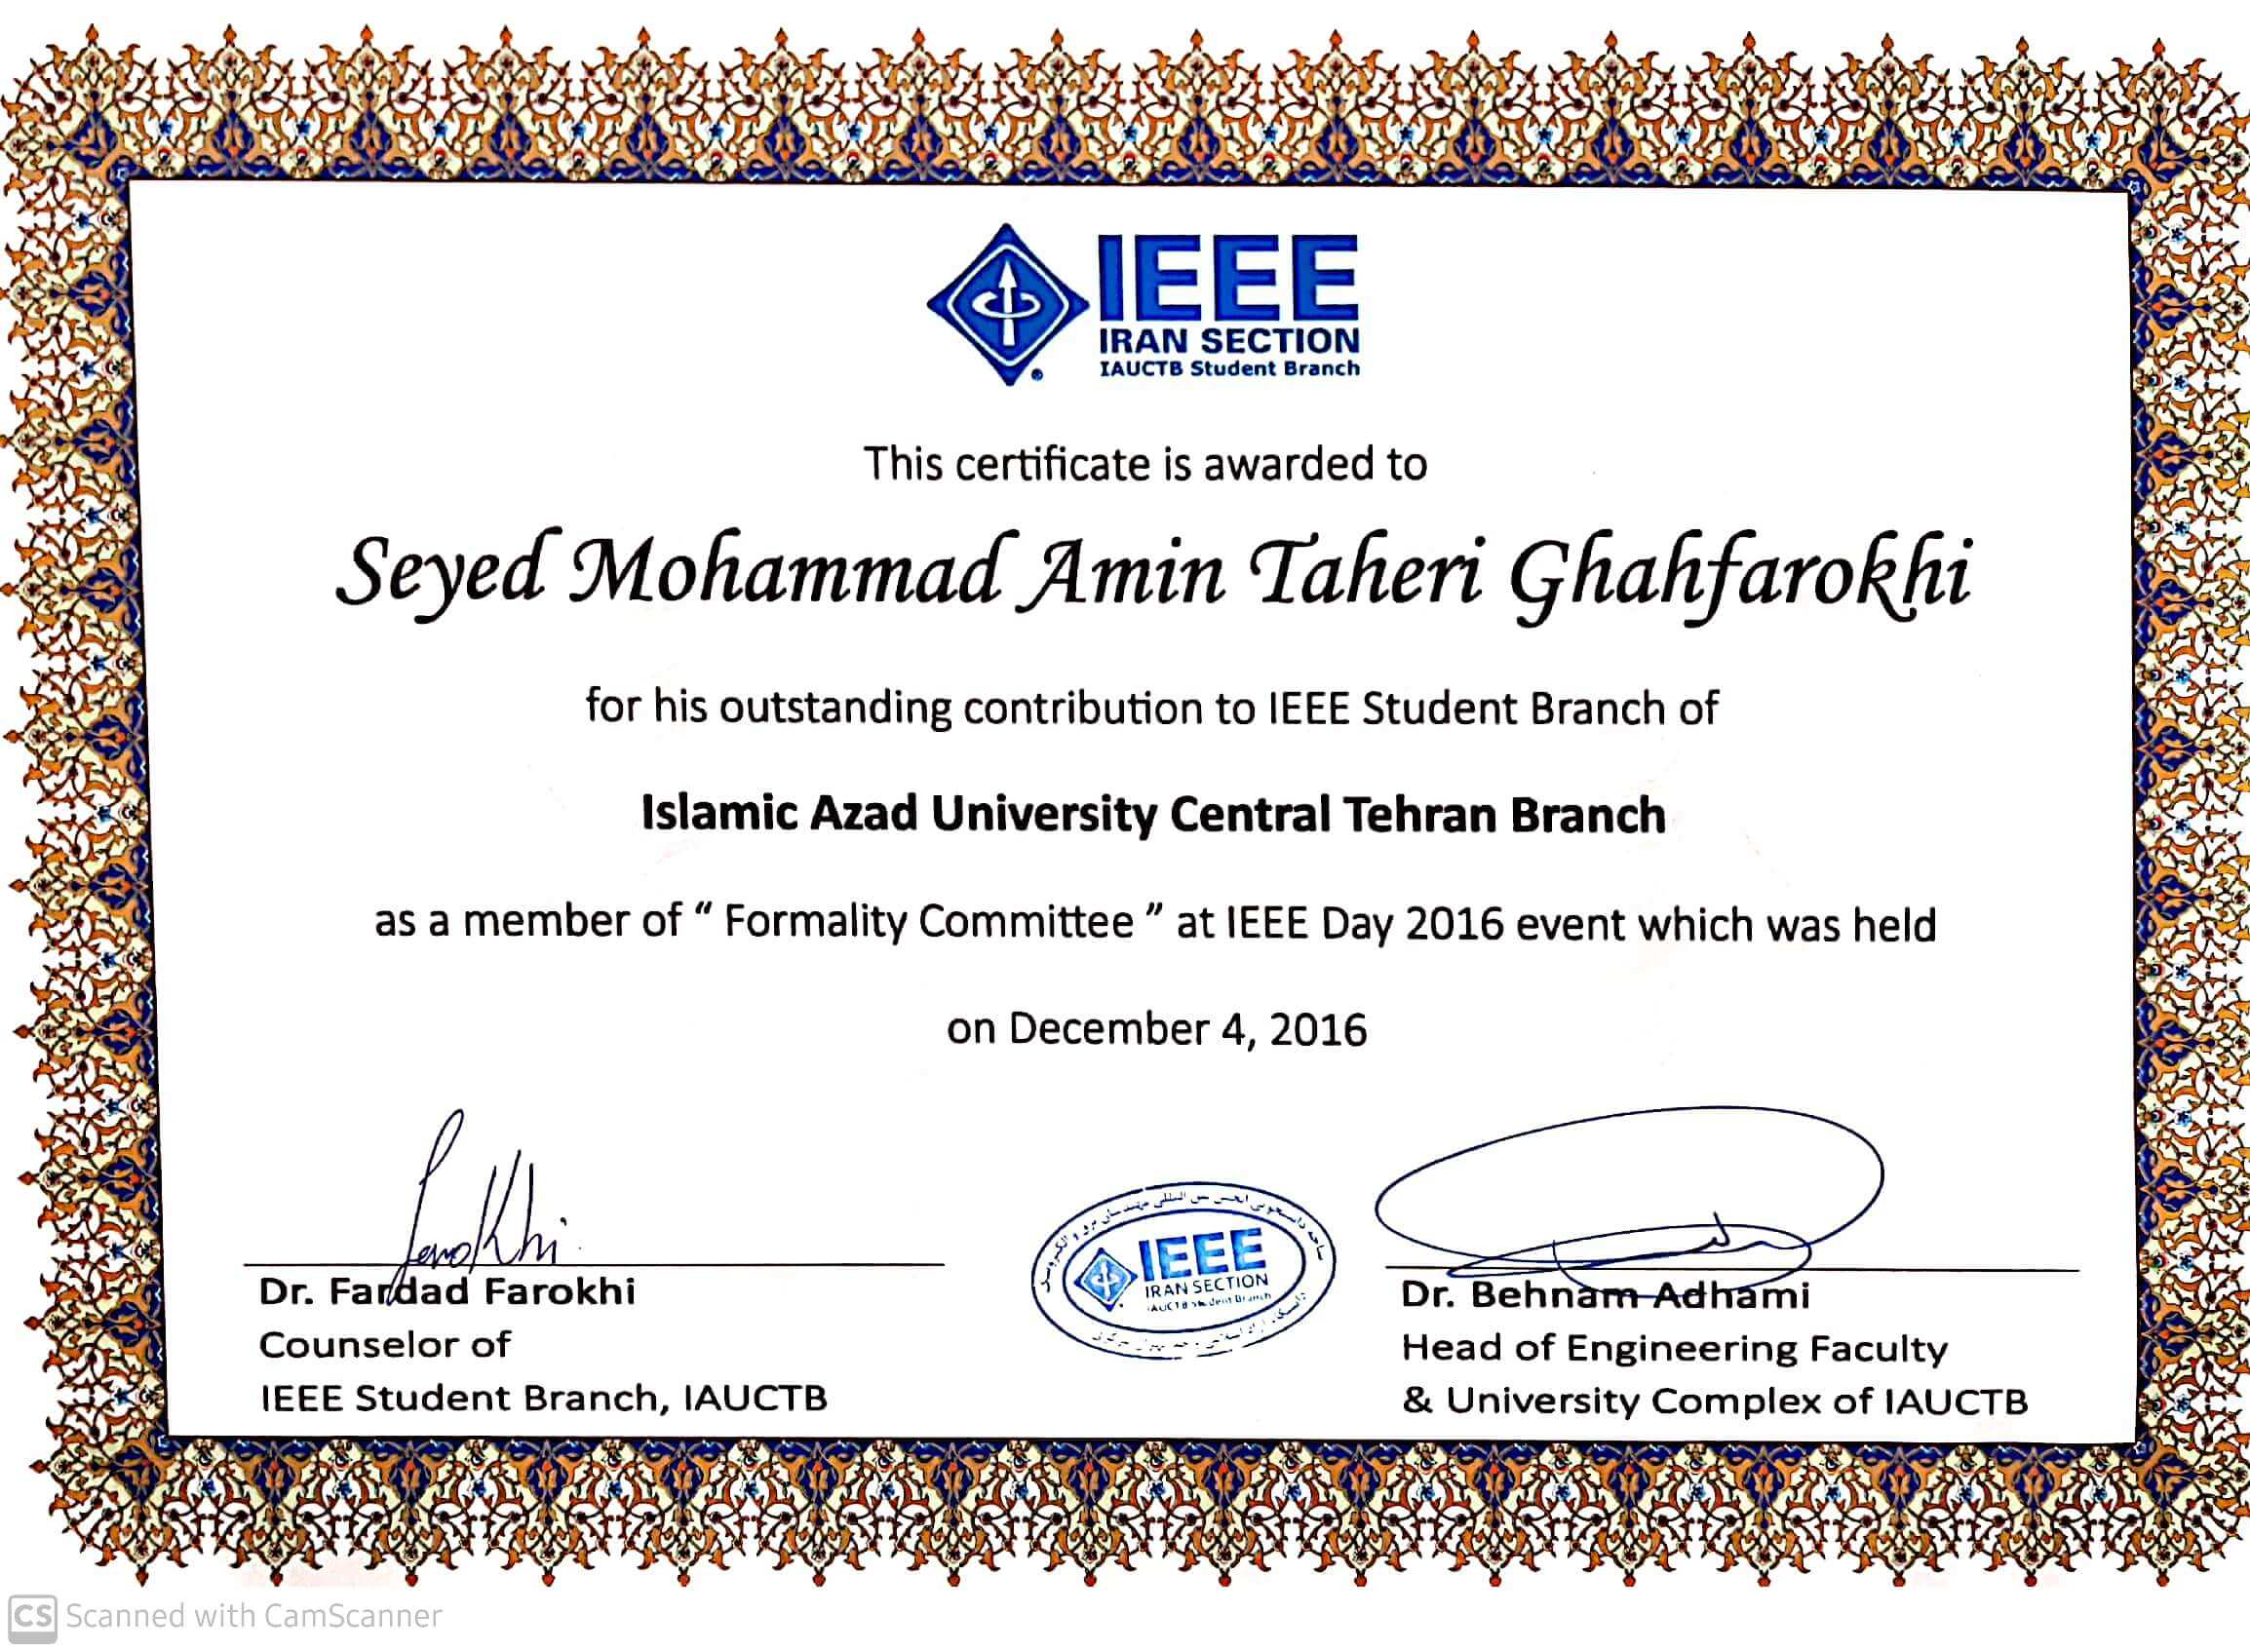 IEEE
IRAN SECTION
IAUCTB Student Branch
This certificate is awarded to
Seyed Mohammad Amin Taheri Ghahfarokhi
for his outstanding contribution to IEEE Student Branch of
Islamic Azad University Central Tehran Branch
as a member of “ Formality Committee ” at IEEE Day 2016 event which was held
on December 4, 2016
Farokhi
Dr. Fardad Farokhi
Counselor of
IEEE Student Branch, IAUCTB
IEEE
IRAN SECTION
IAUCTB Student Branch
Dr. Behnam Adhami
Head of Engineering Faculty
& University Complex of IAUCTB
CS Scanned with CamScanner